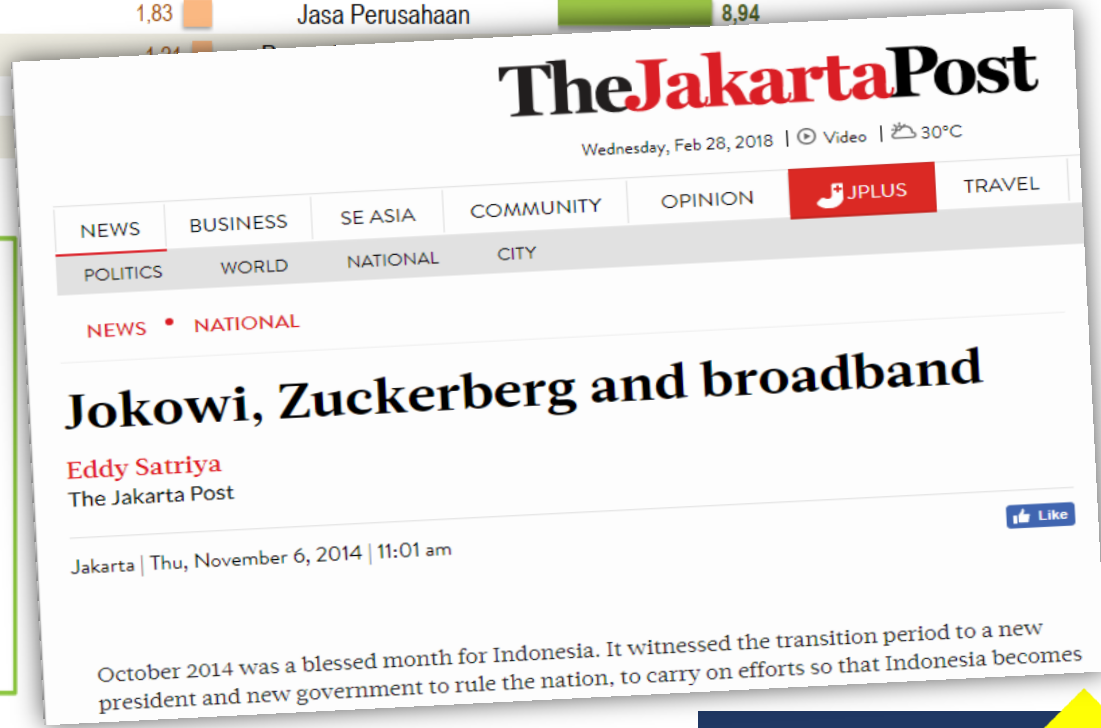 1,83 Jasa Perusahaan 8,94
TheJakartaPost
Wednesday, Feb 28, 2018 | Video | 30°C
NEWS BUSINESS SE ASIA COMMUNITY OPINION JPLUS TRAVEL
POLITICS WORLD NATIONAL CITY
NEWS • NATIONAL
Jokowi, Zuckerberg and broadband
Eddy Satriya
The Jakarta Post
Like
Jakarta | Thu, November 6, 2014 | 11:01 am
October 2014 was a blessed month for Indonesia. It witnessed the transition period to a new
president and new government to rule the nation, to carry on efforts so that Indonesia becomes